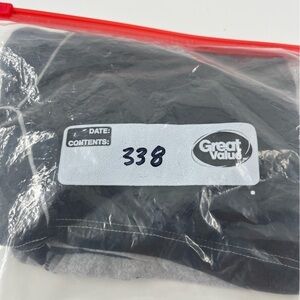 DATE:
CONTENTS:
338
Great
Value